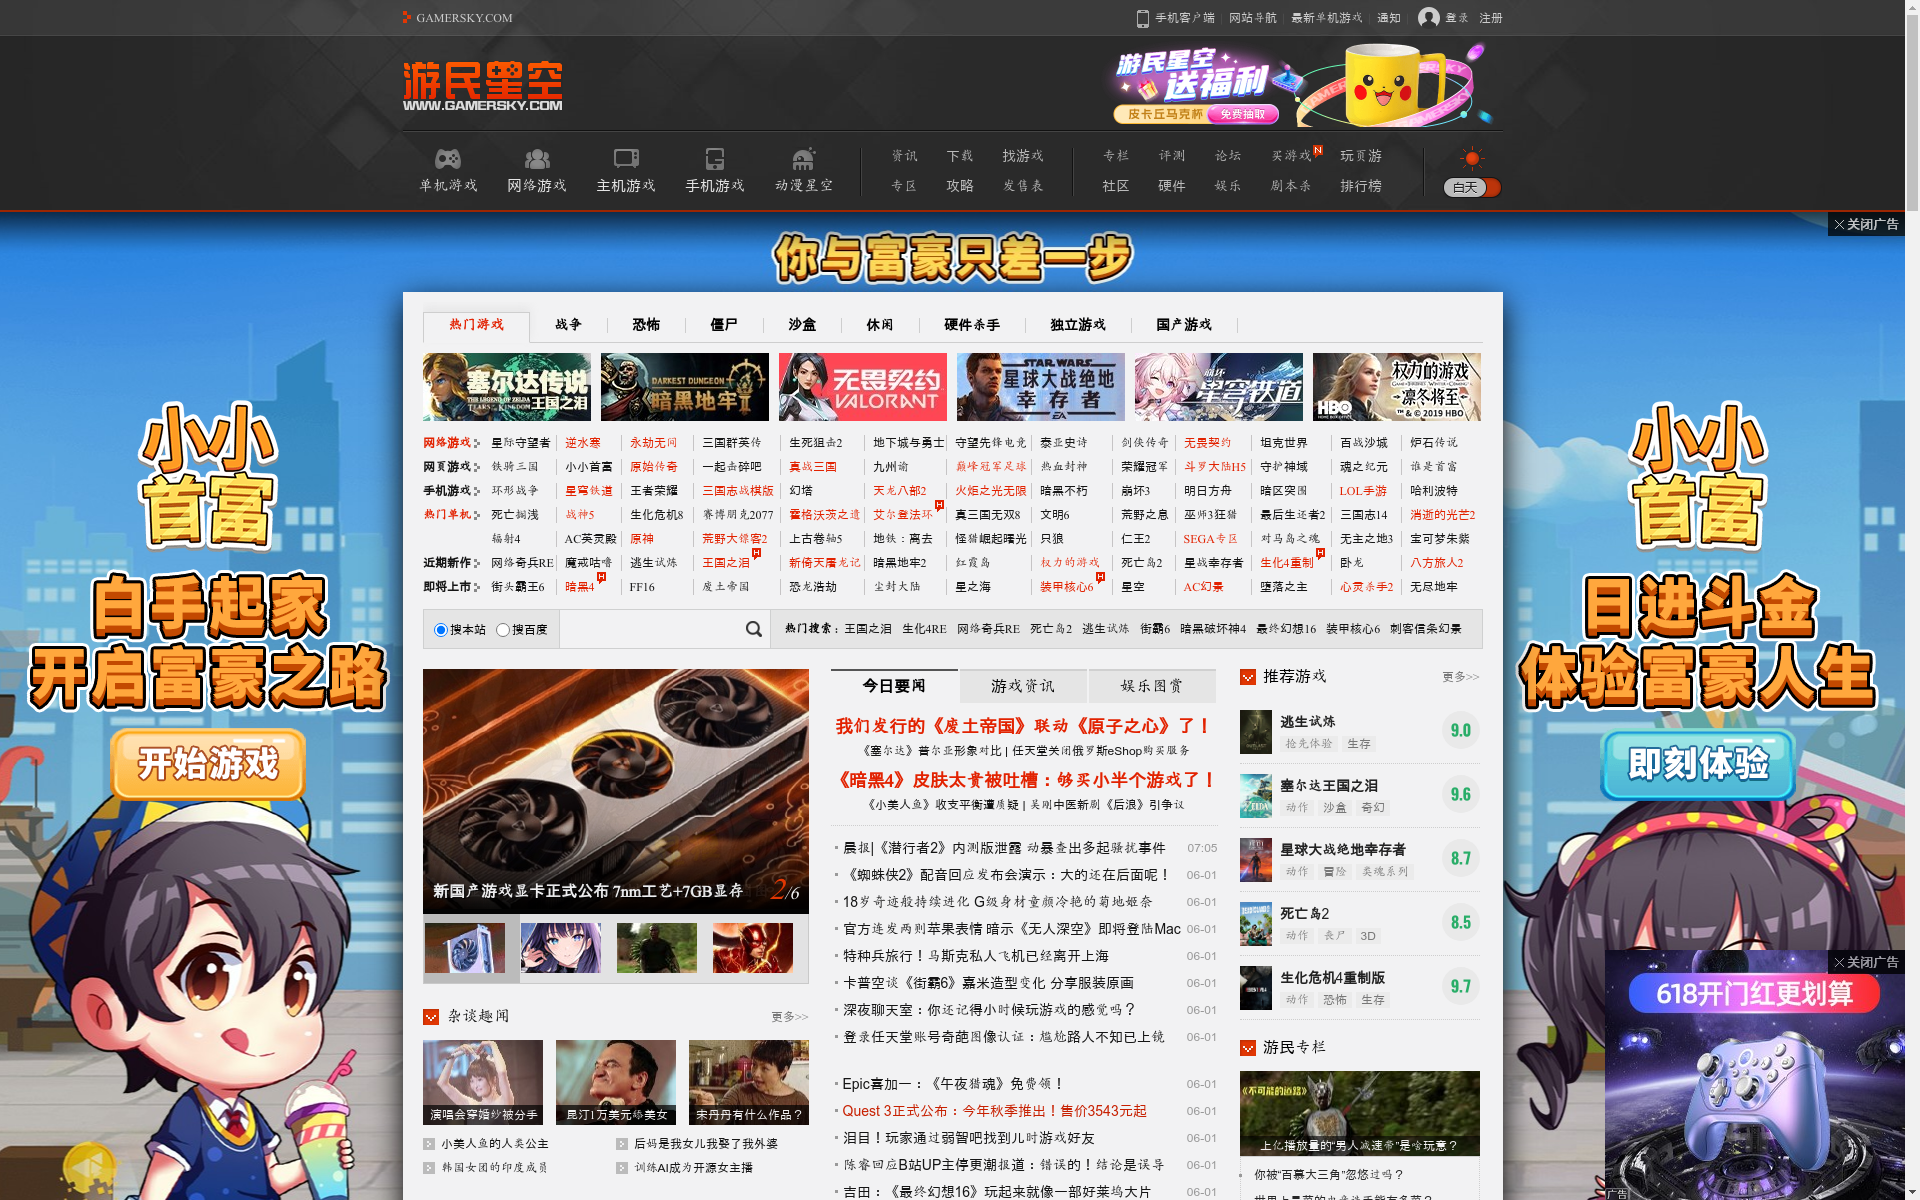 GAMERSKY.COM
手机客户端 网站导航 最新单机游戏 通知 登录 注册
游民星空
WWW.GAMERSKY.COM
游民星空
送福利
皮卡丘马克杯 免费抽取
单机游戏 网络游戏 主机游戏 手机游戏 动漫星空
资讯 下载 找游戏 专栏 评测 论坛 买游戏 玩页游
专区 攻略 发售表 社区 硬件 娱乐 剧本杀 排行榜
白天
关闭广告
你与富豪只差一步
热门游戏 战争 恐怖 僵尸 沙盒 休闲 硬件杀手 独立游戏 国产游戏
塞尔达传说
THE LEGEND OF ZELDA
TEARS OF THE KINGDOM 王国之泪
DARKEST DUNGEON
暗黑地牢
无畏契约
VALORANT
STAR WARS
星球大战绝地
幸存者
EA
崩坏
星穹铁道
权力的游戏
凛冬将至
HBO ™ & © 2019 HBO
网络游戏 星际守望者 逆水寒 永劫无间 三国群英传 生死狙击2 地下城与勇士 守望先锋电竞 泰亚史诗 剑侠传奇 无畏契约 坦克世界 百战沙城 炉石传说
网页游戏 铁骑三国 小小首富 原始传奇 一起击碎吧 真战三国 九州谕 巅峰冠军足球 热血封神 荣耀冠军 斗罗大陆H5 守护神域 魂之纪元 谁是首富
手机游戏 环形战争 星穹铁道 王者荣耀 三国志战棋版 幻塔 天龙八部2 火炬之光无限 暗黑不朽 崩坏3 明日方舟 暗区突围 LOL手游 哈利波特
热门单机 死亡搁浅 战神5 生化危机8 赛博朋克2077 霍格沃茨之遗 艾尔登法环 真三国无双8 文明6 荒野之息 巫师3狂猎 最后生还者2 三国志14 消逝的光芒2
辐射4 AC英灵殿 原神 荒野大镖客2 上古卷轴5 地铁：离去 怪猎崛起曙光 只狼 仁王2 SEGA专区 对马岛之魂 无主之地3 宝可梦朱紫
近期新作 网络奇兵RE 魔戒咕噜 逃生试炼 王国之泪 新倚天屠龙记 暗黑地牢2 红霞岛 权力的游戏 死亡岛2 星战幸存者 生化4重制 卧龙 八方旅人2
即将上市 街头霸王6 暗黑4 FF16 废土帝国 恐龙浩劫 尘封大陆 星之海 装甲核心6 星空 AC幻景 堕落之主 心灵杀手2 无尽地牢
搜本站 搜百度
热门搜索：王国之泪 生化4RE 网络奇兵RE 死亡岛2 逃生试炼 街霸6 暗黑破坏神4 最终幻想16 装甲核心6 刺客信条幻景
小小
首富
白手起家
开启富豪之路
开始游戏
小小
首富
日进斗金
体验富豪人生
即刻体验
新国产游戏显卡正式公布 7nm工艺+7GB显存 2/6
杂谈趣闻 更多>>
演唱会穿婚纱被分手
昆汀1万美元舔美女
宋丹丹有什么作品？
小美人鱼的人类公主
后妈是我女儿我娶了我外婆
韩国女团的印度成员
训练AI成为开源女主播
今日要闻 游戏资讯 娱乐图赏
我们发行的《废土帝国》联动《原子之心》了！
《塞尔达》普尔亚形象对比 | 任天堂关闭俄罗斯eShop购买服务
《暗黑4》皮肤太贵被吐槽：够买小半个游戏了！
《小美人鱼》收支平衡遭质疑 | 吴刚中医新剧《后浪》引争议
晨报|《潜行者2》内测版泄露 动暴查出多起骚扰事件 07:05
《蜘蛛侠2》配音回应发布会演示：大的还在后面呢！ 06-01
18岁奇迹般持续进化 G级身材童颜冷艳的菊地姬奈 06-01
官方连发两则苹果表情 暗示《无人深空》即将登陆Mac 06-01
特种兵旅行！马斯克私人飞机已经离开上海 06-01
卡普空谈《街霸6》嘉米造型变化 分享服装原画 06-01
深夜聊天室：你还记得小时候玩游戏的感觉吗？ 06-01
登录任天堂账号奇葩图像认证：尴尬路人不知已上镜 06-01
Epic喜加一：《午夜猎魂》免费领！ 06-01
Quest 3正式公布：今年秋季推出！售价3543元起 06-01
泪目！玩家通过弱智吧找到儿时游戏好友 06-01
陈睿回应B站UP主停更潮报道：错误的！结论是误导 06-01
吉田：《最终幻想16》玩起来就像一部好莱坞大片 06-01
推荐游戏 更多>>
逃生试炼
抢先体验 生存
9.0
塞尔达王国之泪
动作 沙盒 奇幻
9.6
星球大战绝地幸存者
动作 冒险 类魂系列
8.7
死亡岛2
动作 丧尸 3D
8.5
生化危机4重制版
动作 恐怖 生存
9.7
游民专栏
《不可能的道路》
上亿播放量的“男人减速带”是啥玩意？
你被“百慕大三角”忽悠过吗？
关闭广告
618开门红更划算
广告